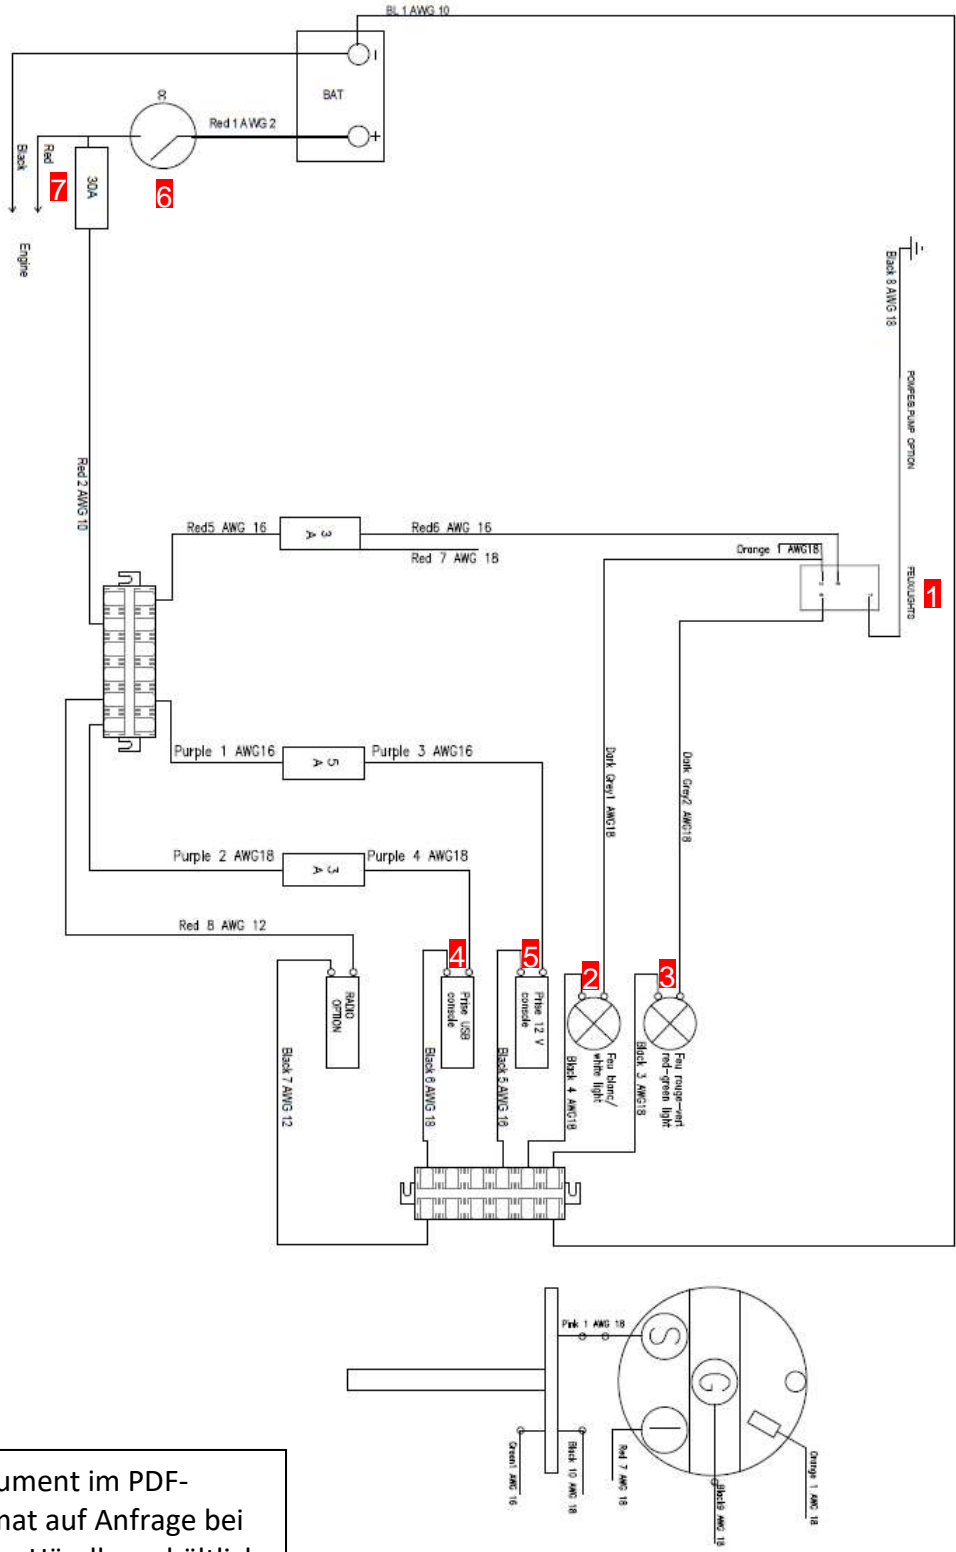 BL 1 AWG 10
BAT
-
+
Red 1 AWG 2
Black
Red
7
30A
6
Engine
Black 8 AWG 18
POMPE/B.PUMP OPTION
FEUX/LIGHTS
1
Red 2 AWG 10
Red5 AWG 16
3 A
Red6 AWG 16
Red 7 AWG 18
Orange 1 AWG18
Purple 1 AWG16
5 A
Purple 3 AWG16
Dark Grey1 AWG18
Dark Grey2 AWG18
Purple 2 AWG18
3 A
Purple 4 AWG18
Red 8 AWG 12
4
5
2
3
RADIO
OPTION
Prise USB
console
Prise 12 V
console
Feu blanc/
white light
Feu rouge-vert
red-green light
Black 7 AWG 12
Black 6 AWG 18
Black 5 AWG 16
Black 4 AWG18
Black 3 AWG18
Pink 1 AWG 18
S
G
I
Green1 AWG 16
Black 10 AWG 18
Red 7 AWG 18
Black9 AWG 18
Orange 1 AWG 18
ument im PDF-
mat auf Anfrage bei